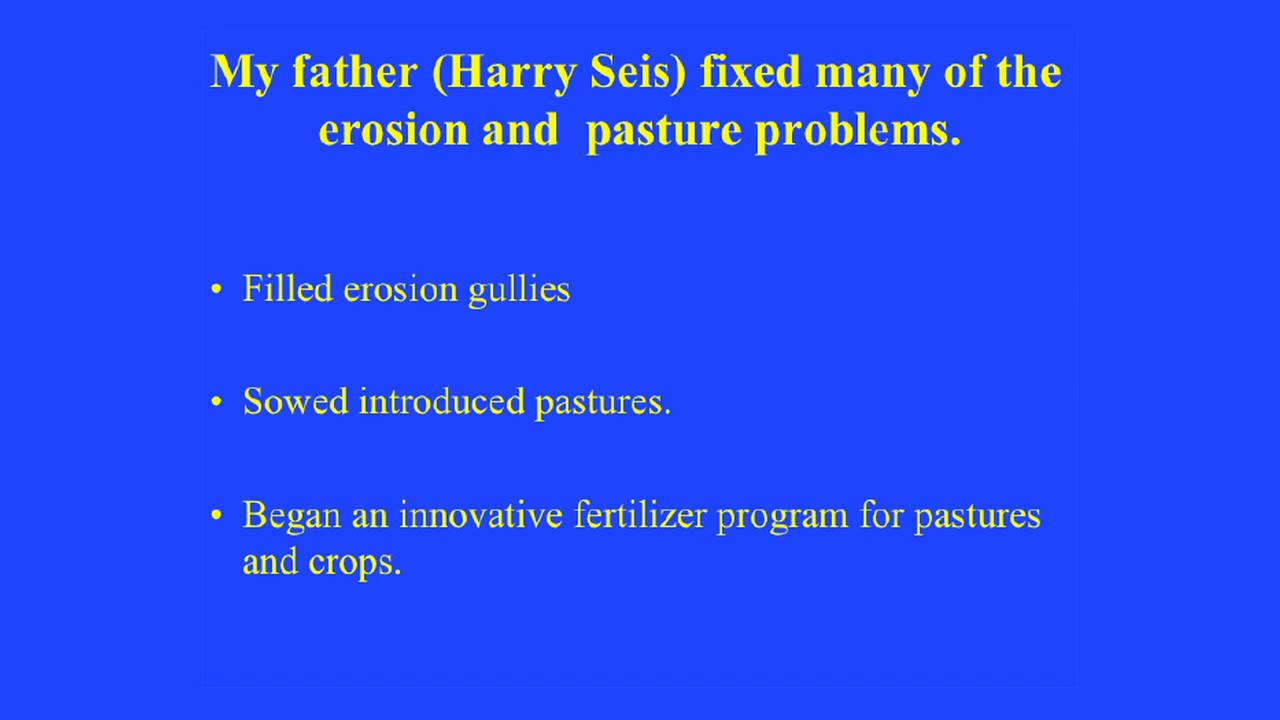 My father (Harry Seis) fixed many of the
erosion and  pasture problems.
• Filled erosion gullies
• Sowed introduced pastures.
• Began an innovative fertilizer program for pastures
and crops.